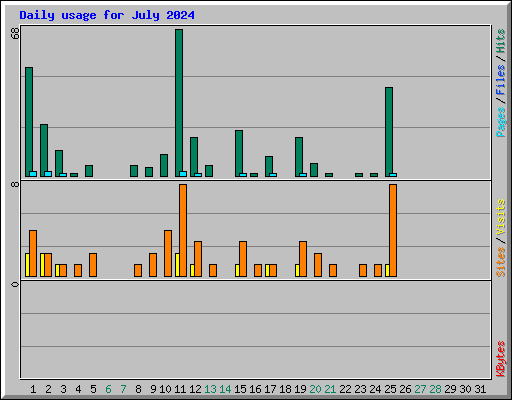 Daily usage for July 2024
68
Pages / Files / Hits
8
Sites / Visits
0
KBytes
1 2 3 4 5 6 7 8 9 10 11 12 13 14 15 16 17 18 19 20 21 22 23 24 25 26 27 28 29 30 31